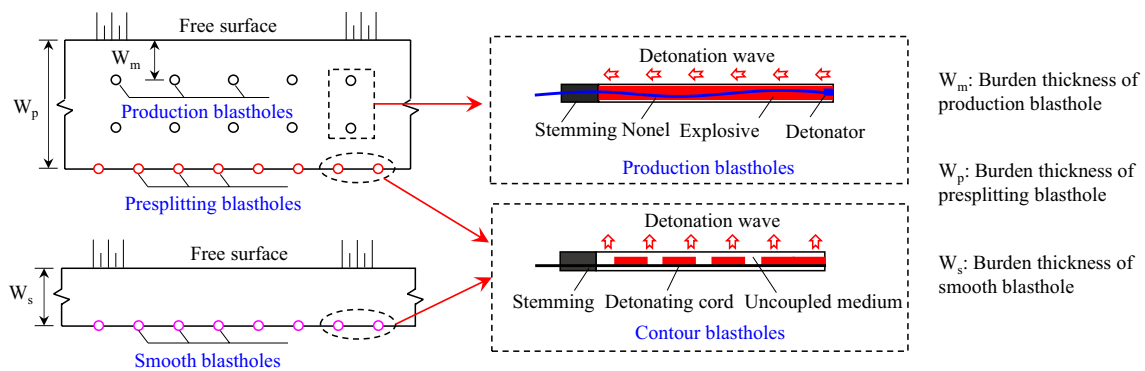 Free surface
W_m
W_p
Production blastholes
Presplitting blastholes
Free surface
W_s
Smooth blastholes
Detonation wave
Stemming Nonel Explosive Detonator
Production blastholes
Detonation wave
Stemming Detonating cord Uncoupled medium
Contour blastholes
W_m: Burden thickness of
production blasthole
W_p: Burden thickness of
presplitting blasthole
W_s: Burden thickness of
smooth blasthole